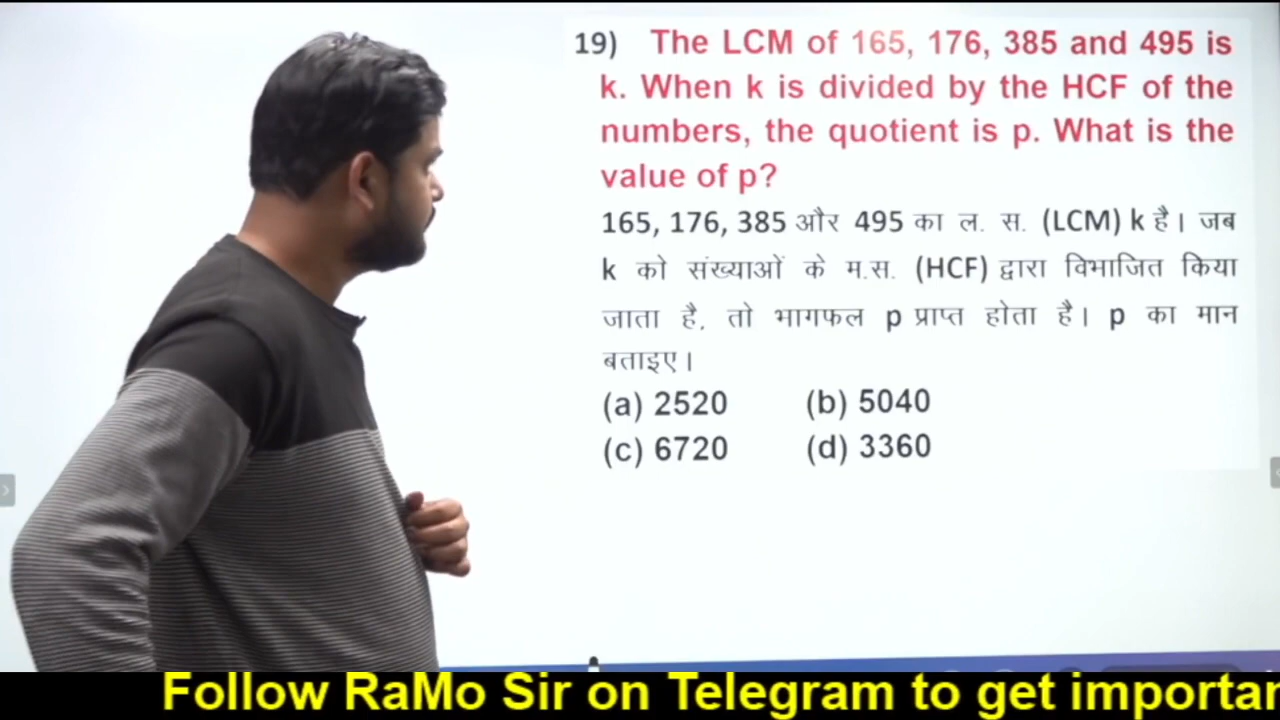 19) The LCM of 165, 176, 385 and 495 is
k. When k is divided by the HCF of the
numbers, the quotient is p. What is the
value of p?
165, 176, 385 और 495 का ल. स. (LCM) k है। जब
k को संख्याओं के म.स. (HCF) द्वारा विभाजित किया
जाता है, तो भागफल p प्राप्त होता है। p का मान
बताइए।
(a) 2520 (b) 5040
(c) 6720 (d) 3360
Follow RaMo Sir on Telegram to get importan